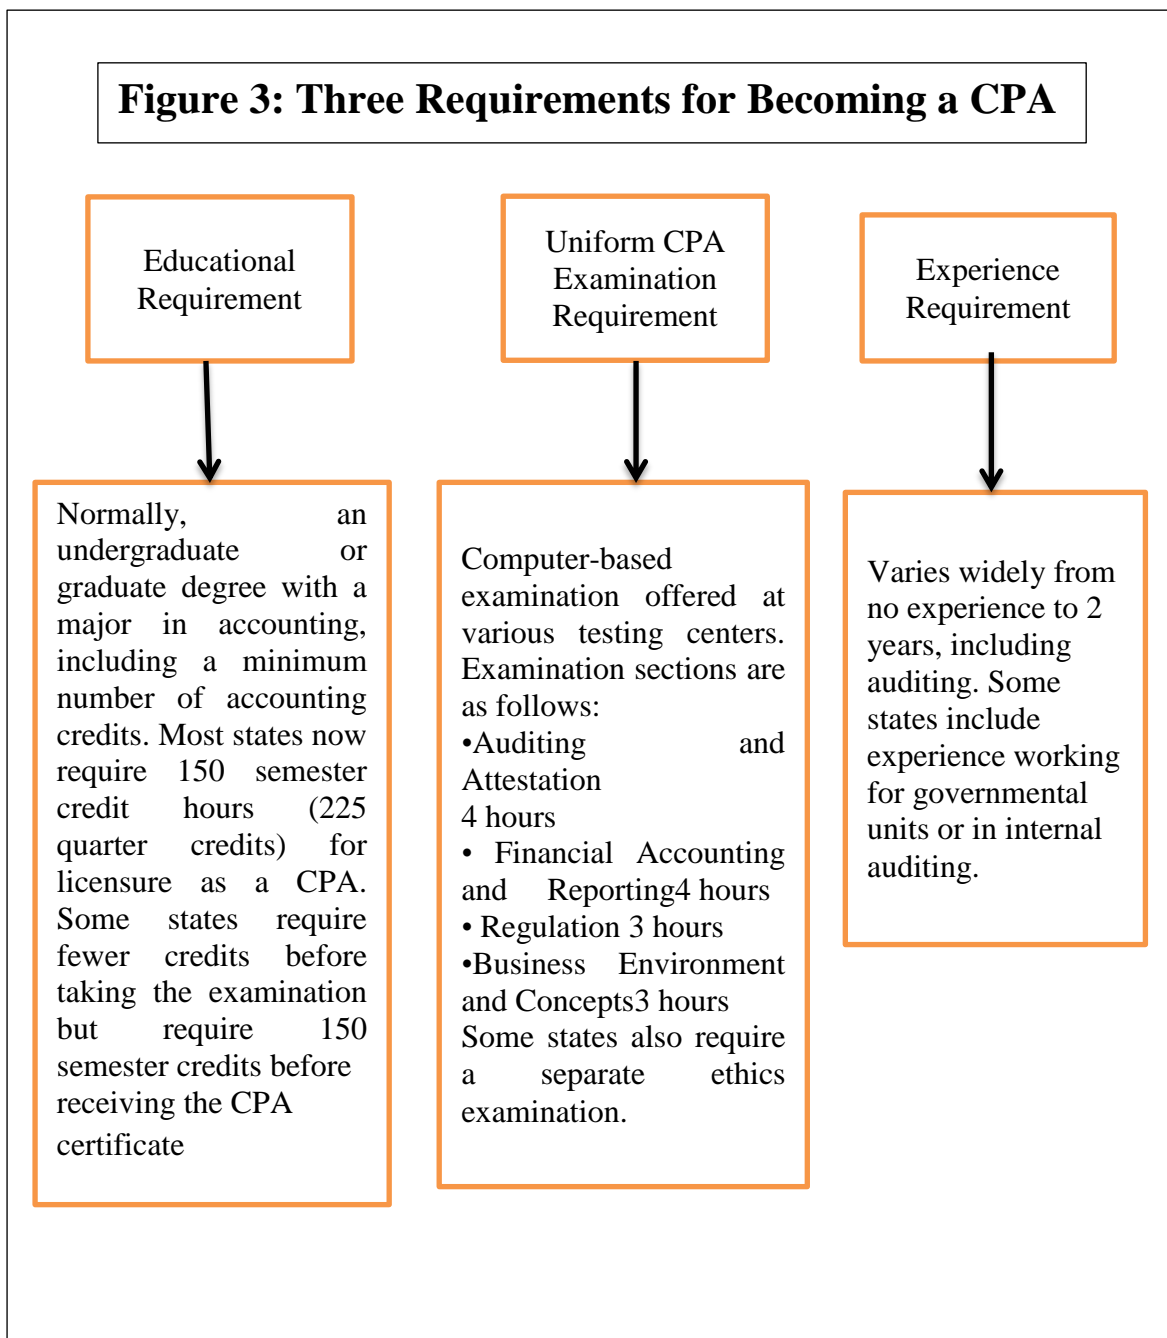 Figure 3: Three Requirements for Becoming a CPA
Educational
Requirement
Uniform CPA
Examination
Requirement
Experience
Requirement
Normally, an
undergraduate or
graduate degree with a
major in accounting,
including a minimum
number of accounting
credits. Most states now
require 150 semester
credit hours (225
quarter credits) for
licensure as a CPA.
Some states require
fewer credits before
taking the examination
but require 150
semester credits before
receiving the CPA
certificate
Computer-based
examination offered at
various testing centers.
Examination sections are
as follows:
•Auditing and
Attestation
4 hours
• Financial Accounting
and Reporting4 hours
• Regulation 3 hours
•Business Environment
and Concepts3 hours
Some states also require
a separate ethics
examination.
Varies widely from
no experience to 2
years, including
auditing. Some
states include
experience working
for governmental
units or in internal
auditing.